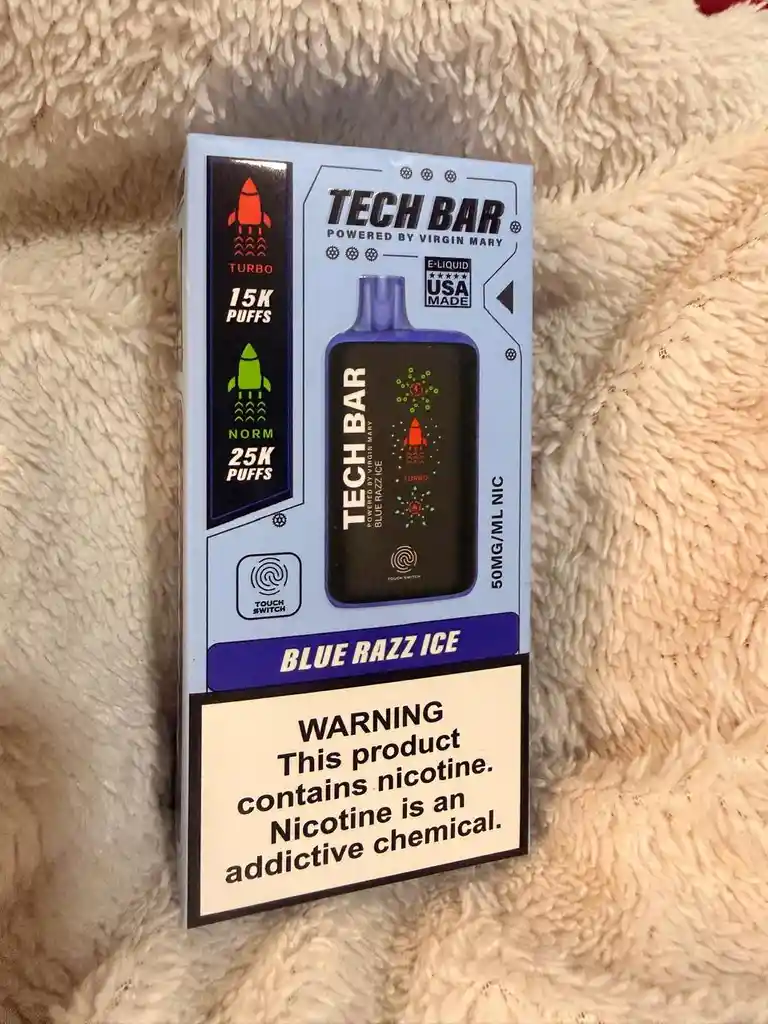 TURBO
15K
PUFFS
NORM
25K
PUFFS
TECH BAR
POWERED BY VIRGIN MARY
E-LIQUID
USA
MADE
TECH BAR
POWERED BY VIRGIN MARY
BLUE RAZZ ICE
TURBO
TOUCH SWITCH
50MG/ML NIC
TOUCH
SWITCH
BLUE RAZZ ICE
WARNING
This product
contains nicotine.
Nicotine is an
addictive chemical.